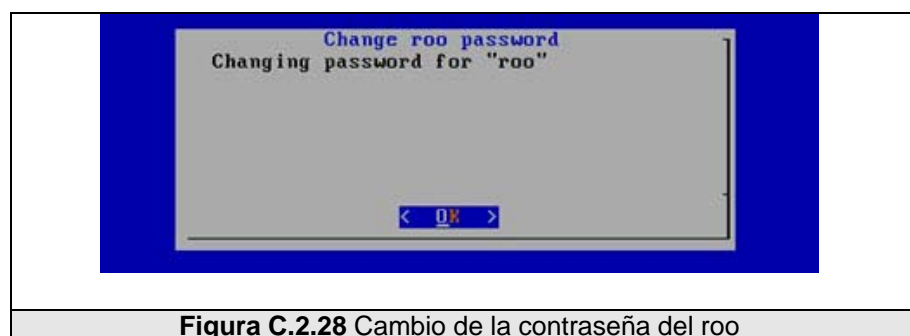 Change roo password
Changing password for "roo"
< OK >
Figura C.2.28 Cambio de la contraseña del roo